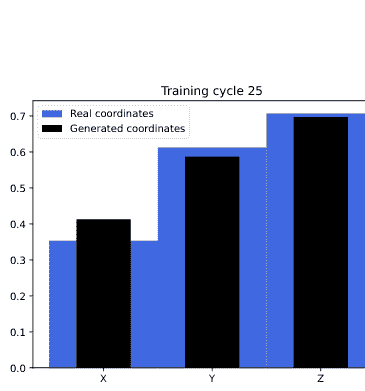 Training cycle 25
Real coordinates
Generated coordinates
0.7
0.6
0.5
0.4
0.3
0.2
0.1
0.0
X Y Z